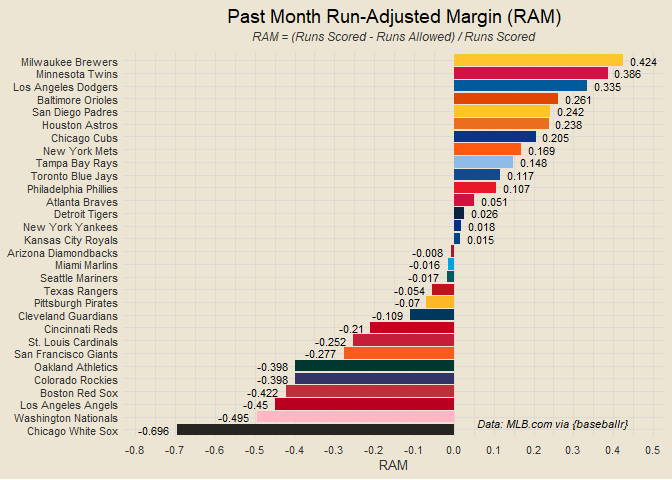 Past Month Run-Adjusted Margin (RAM)
RAM = (Runs Scored - Runs Allowed) / Runs Scored
Milwaukee Brewers 0.424
Minnesota Twins 0.386
Los Angeles Dodgers 0.335
Baltimore Orioles 0.261
San Diego Padres 0.242
Houston Astros 0.238
Chicago Cubs 0.205
New York Mets 0.169
Tampa Bay Rays 0.148
Toronto Blue Jays 0.117
Philadelphia Phillies 0.107
Atlanta Braves 0.051
Detroit Tigers 0.026
New York Yankees 0.018
Kansas City Royals 0.015
Arizona Diamondbacks -0.008
Miami Marlins -0.016
Seattle Mariners -0.017
Texas Rangers -0.054
Pittsburgh Pirates -0.07
Cleveland Guardians -0.109
Cincinnati Reds -0.21
St. Louis Cardinals -0.252
San Francisco Giants -0.277
Oakland Athletics -0.398
Colorado Rockies -0.398
Boston Red Sox -0.422
Los Angeles Angels -0.45
Washington Nationals -0.495
Chicago White Sox -0.696
Data: MLB.com via {baseballr}
-0.8 -0.7 -0.6 -0.5 -0.4 -0.3 -0.2 -0.1 0.0 0.1 0.2 0.3 0.4 0.5
RAM